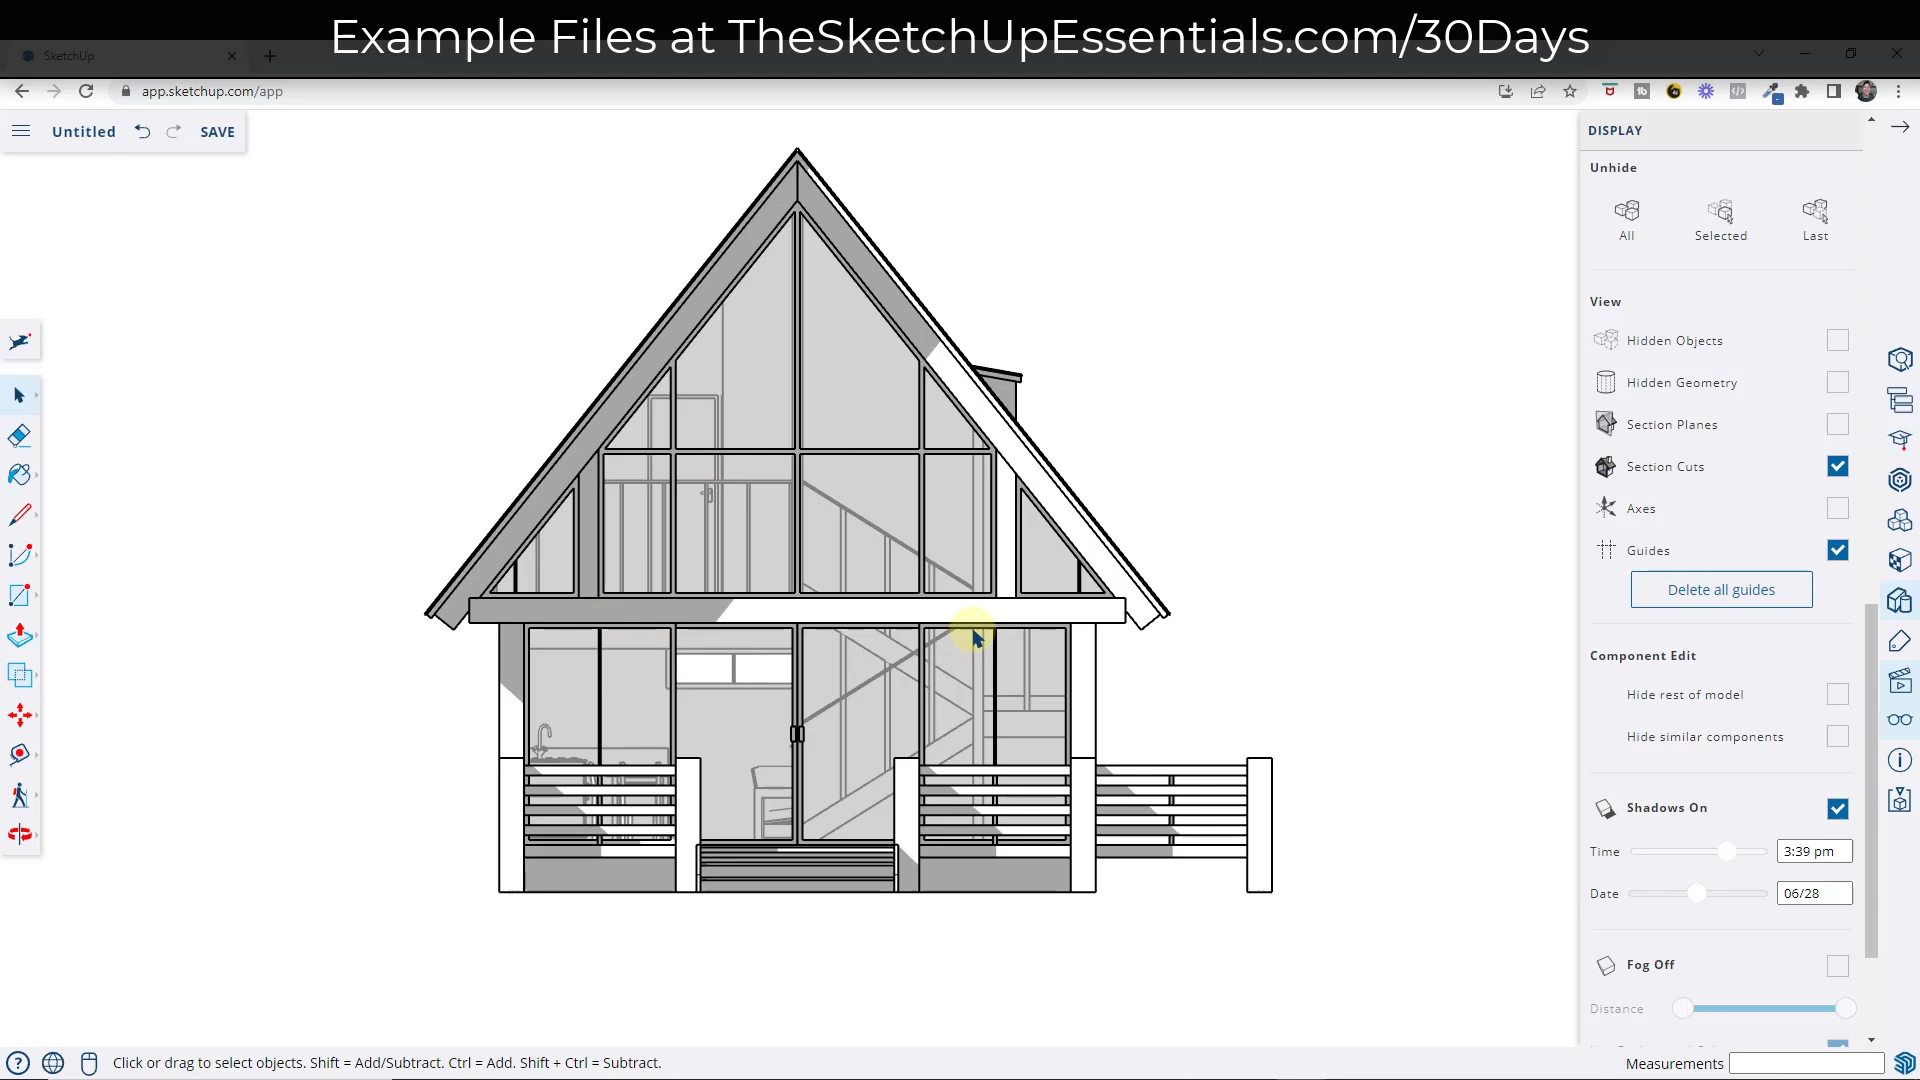 Example Files at TheSketchUpEssentials.com/30Days
SketchUp
app.sketchup.com/app
Untitled
SAVE
DISPLAY
Unhide
All
Selected
Last
View
Hidden Objects
Hidden Geometry
Section Planes
Section Cuts
Axes
Guides
Delete all guides
Component Edit
Hide rest of model
Hide similar components
Shadows On
Time
3:39 pm
Date
06/28
Fog Off
Distance
Click or drag to select objects. Shift = Add/Subtract. Ctrl = Add. Shift + Ctrl = Subtract.
Measurements